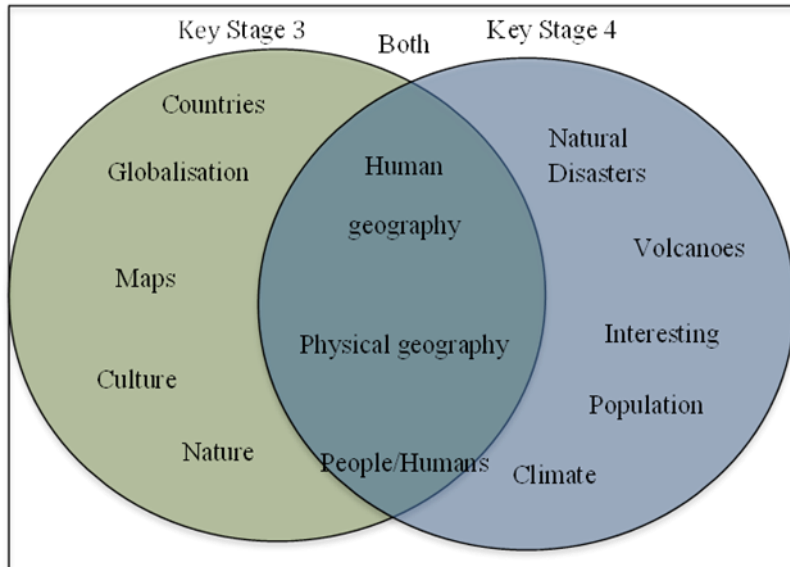 Key Stage 3
Both
Key Stage 4
Countries
Globalisation
Maps
Culture
Nature
Human
geography
Physical geography
People/Humans
Natural
Disasters
Volcanoes
Interesting
Population
Climate